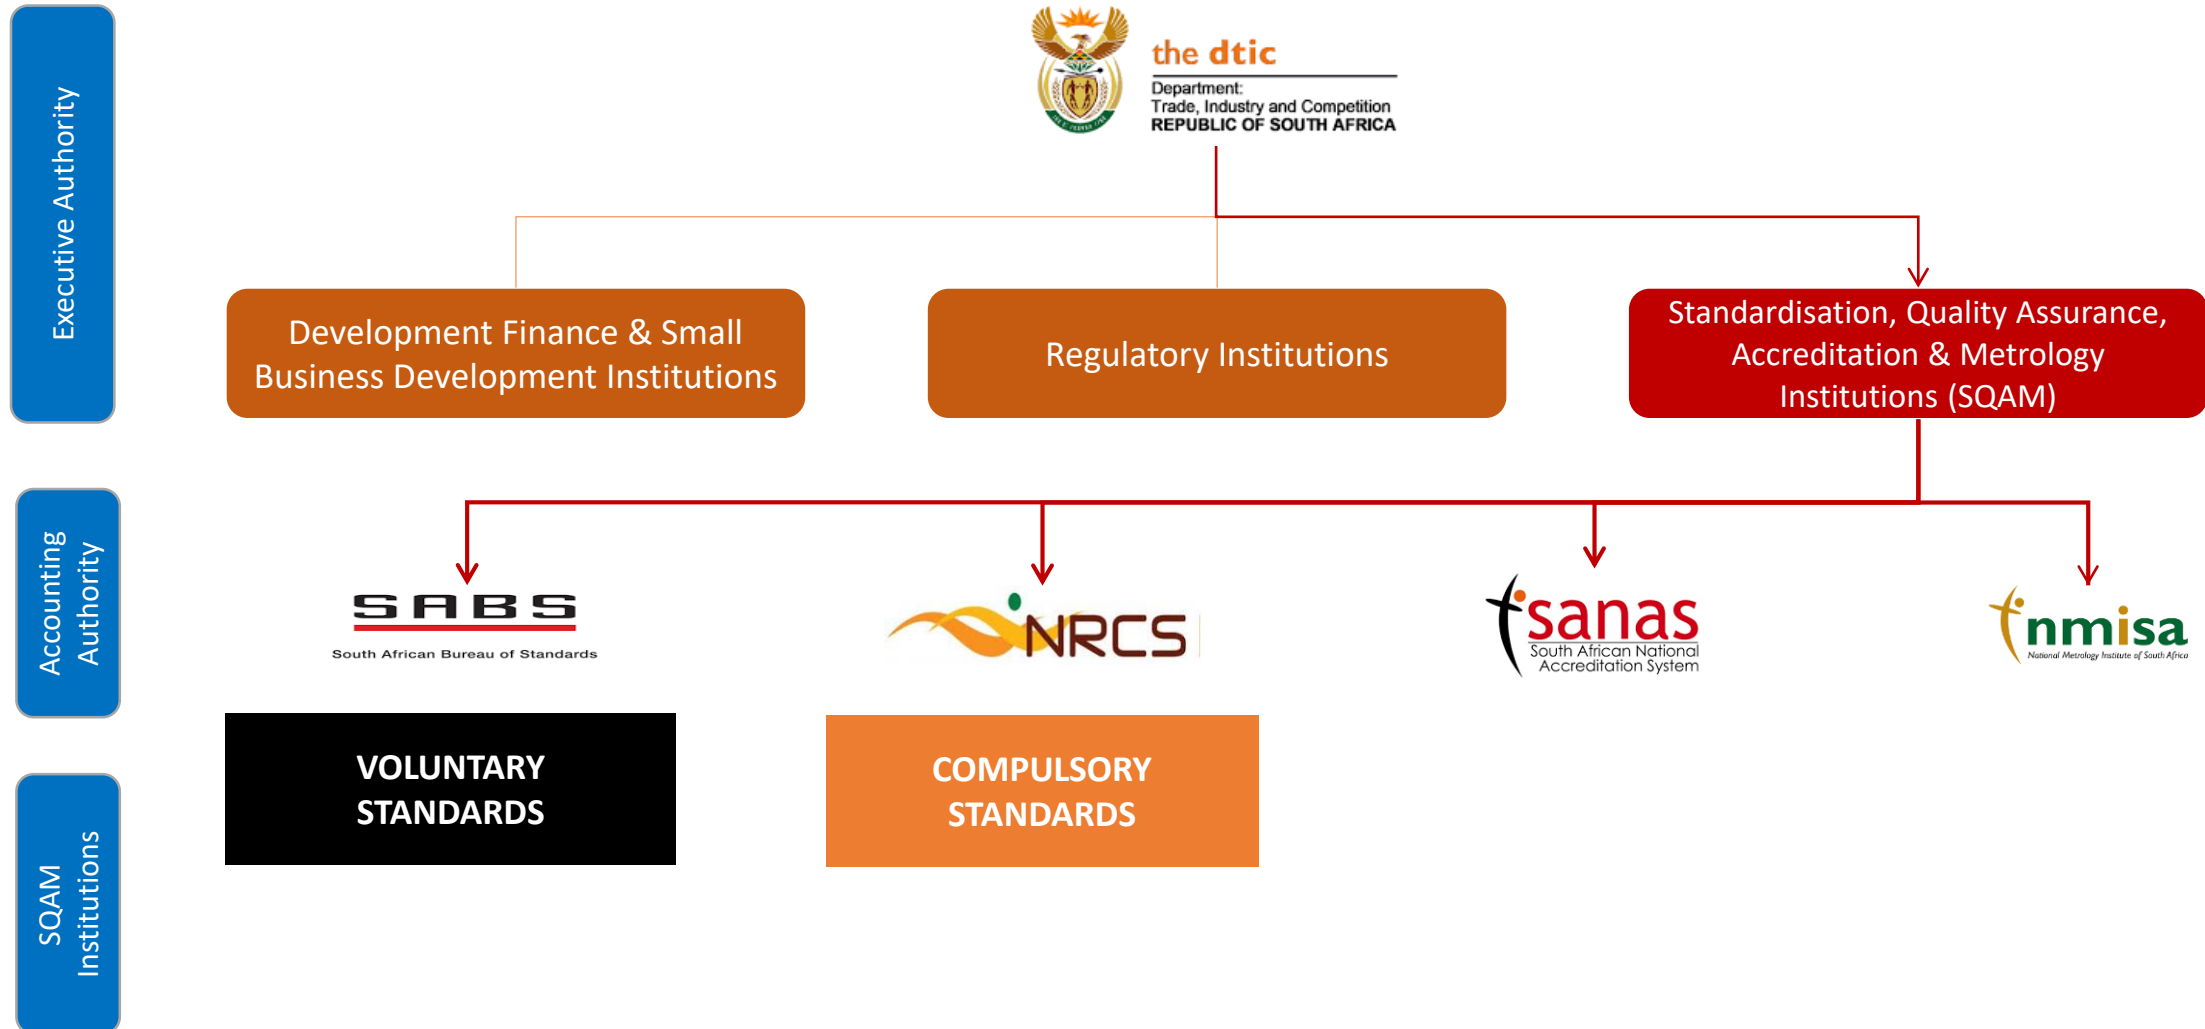 Executive Authority
the dtic
Department:
Trade, Industry and Competition
REPUBLIC OF SOUTH AFRICA
Development Finance & Small
Business Development Institutions
Regulatory Institutions
Standardisation, Quality Assurance,
Accreditation & Metrology
Institutions (SQAM)
Accounting
Authority
SABS
South African Bureau of Standards
NRCS
sanas
South African National
Accreditation System
nmisa
National Metrology Institute of South Africa
VOLUNTARY
STANDARDS
COMPULSORY
STANDARDS
SQAM
Institutions